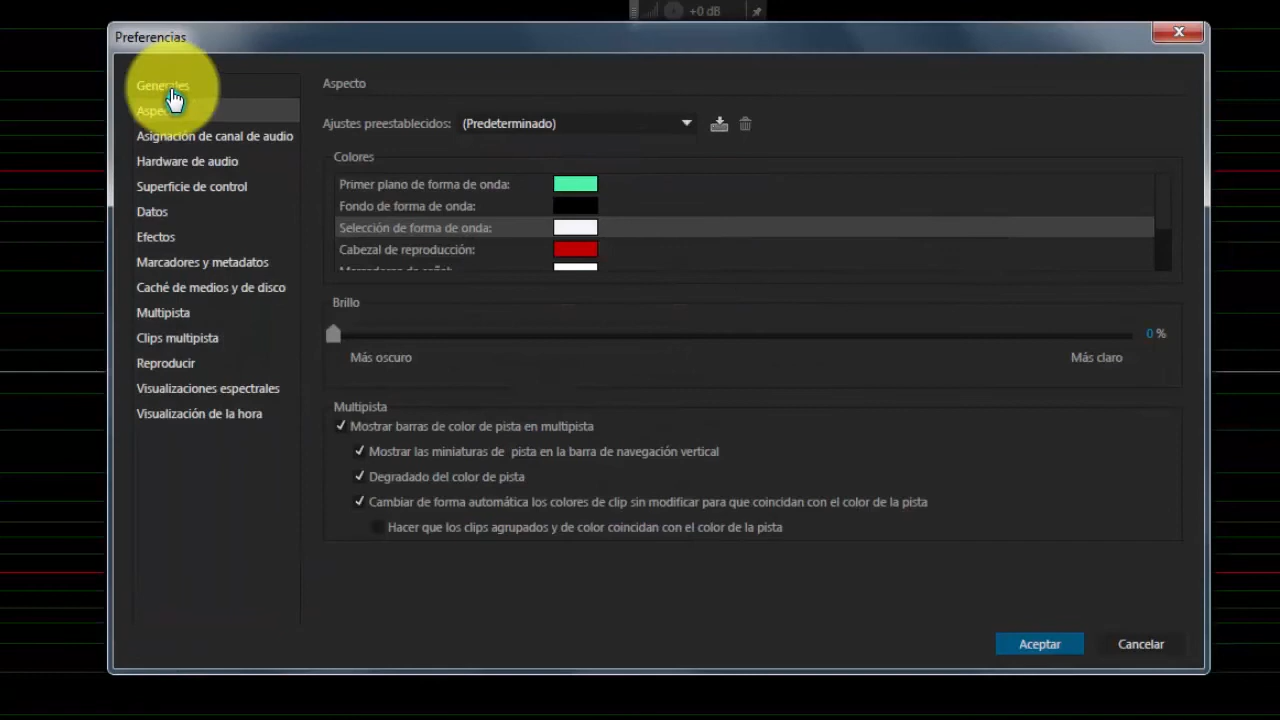 +0 dB
Preferencias
Generales
Aspecto
Asignación de canal de audio
Hardware de audio
Superficie de control
Datos
Efectos
Marcadores y metadatos
Caché de medios y de disco
Multipista
Clips multipista
Reproducir
Visualizaciones espectrales
Visualización de la hora
Aspecto
Ajustes preestablecidos: (Predeterminado)
Colores
Primer plano de forma de onda:
Fondo de forma de onda:
Selección de forma de onda:
Cabezal de reproducción:
Brillo
0 %
Más oscuro Más claro
Multipista
Mostrar barras de color de pista en multipista
Mostrar las miniaturas de pista en la barra de navegación vertical
Degradado del color de pista
Cambiar de forma automática los colores de clip sin modificar para que coincidan con el color de la pista
Hacer que los clips agrupados y de color coincidan con el color de la pista
Aceptar Cancelar